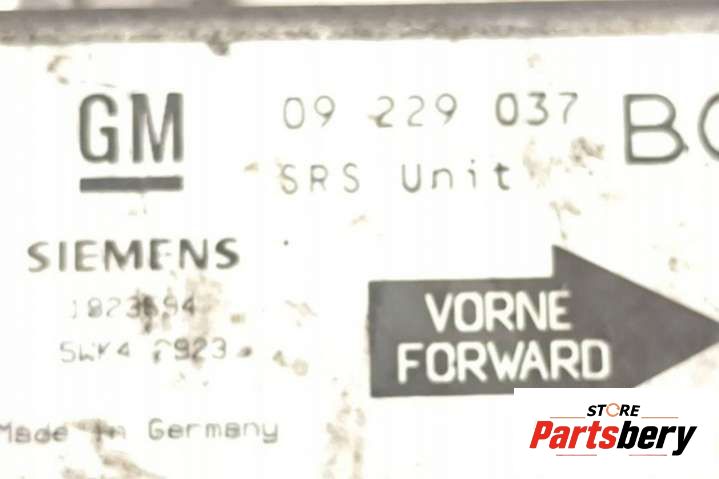 GM
09 229 037
SRS Unit
SIEMENS
VORNE
FORWARD
Made in Germany
STORE
Partsbery